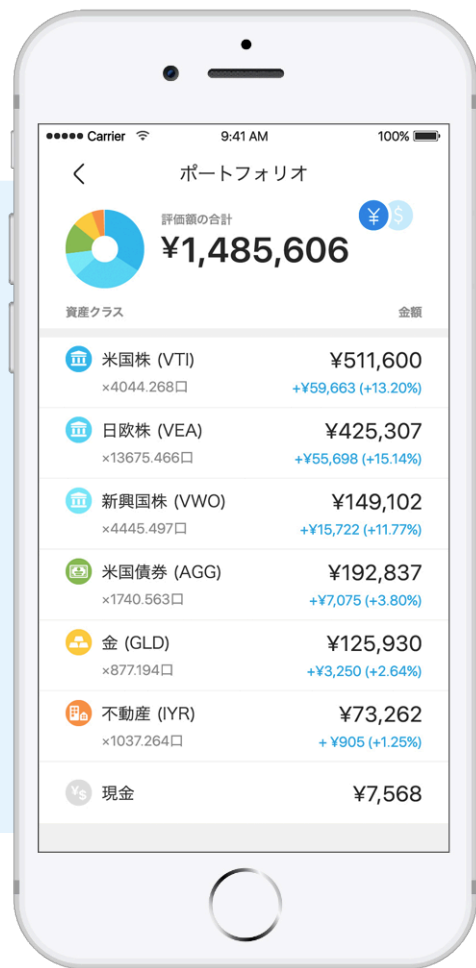 ●●●●● Carrier 9:41 AM 100%
ポートフォリオ
評価額の合計
¥ $
¥1,485,606
資産クラス 金額
米国株 (VTI) ¥511,600
×4044.268口 +¥59,663 (+13.20%)
日欧株 (VEA) ¥425,307
×13675.466口 +¥55,698 (+15.14%)
新興国株 (VWO) ¥149,102
×4445.497口 +¥15,722 (+11.77%)
米国債券 (AGG) ¥192,837
×1740.563口 +¥7,075 (+3.80%)
金 (GLD) ¥125,930
×877.194口 +¥3,250 (+2.64%)
不動産 (IYR) ¥73,262
×1037.264口 + ¥905 (+1.25%)
¥$ 現金 ¥7,568